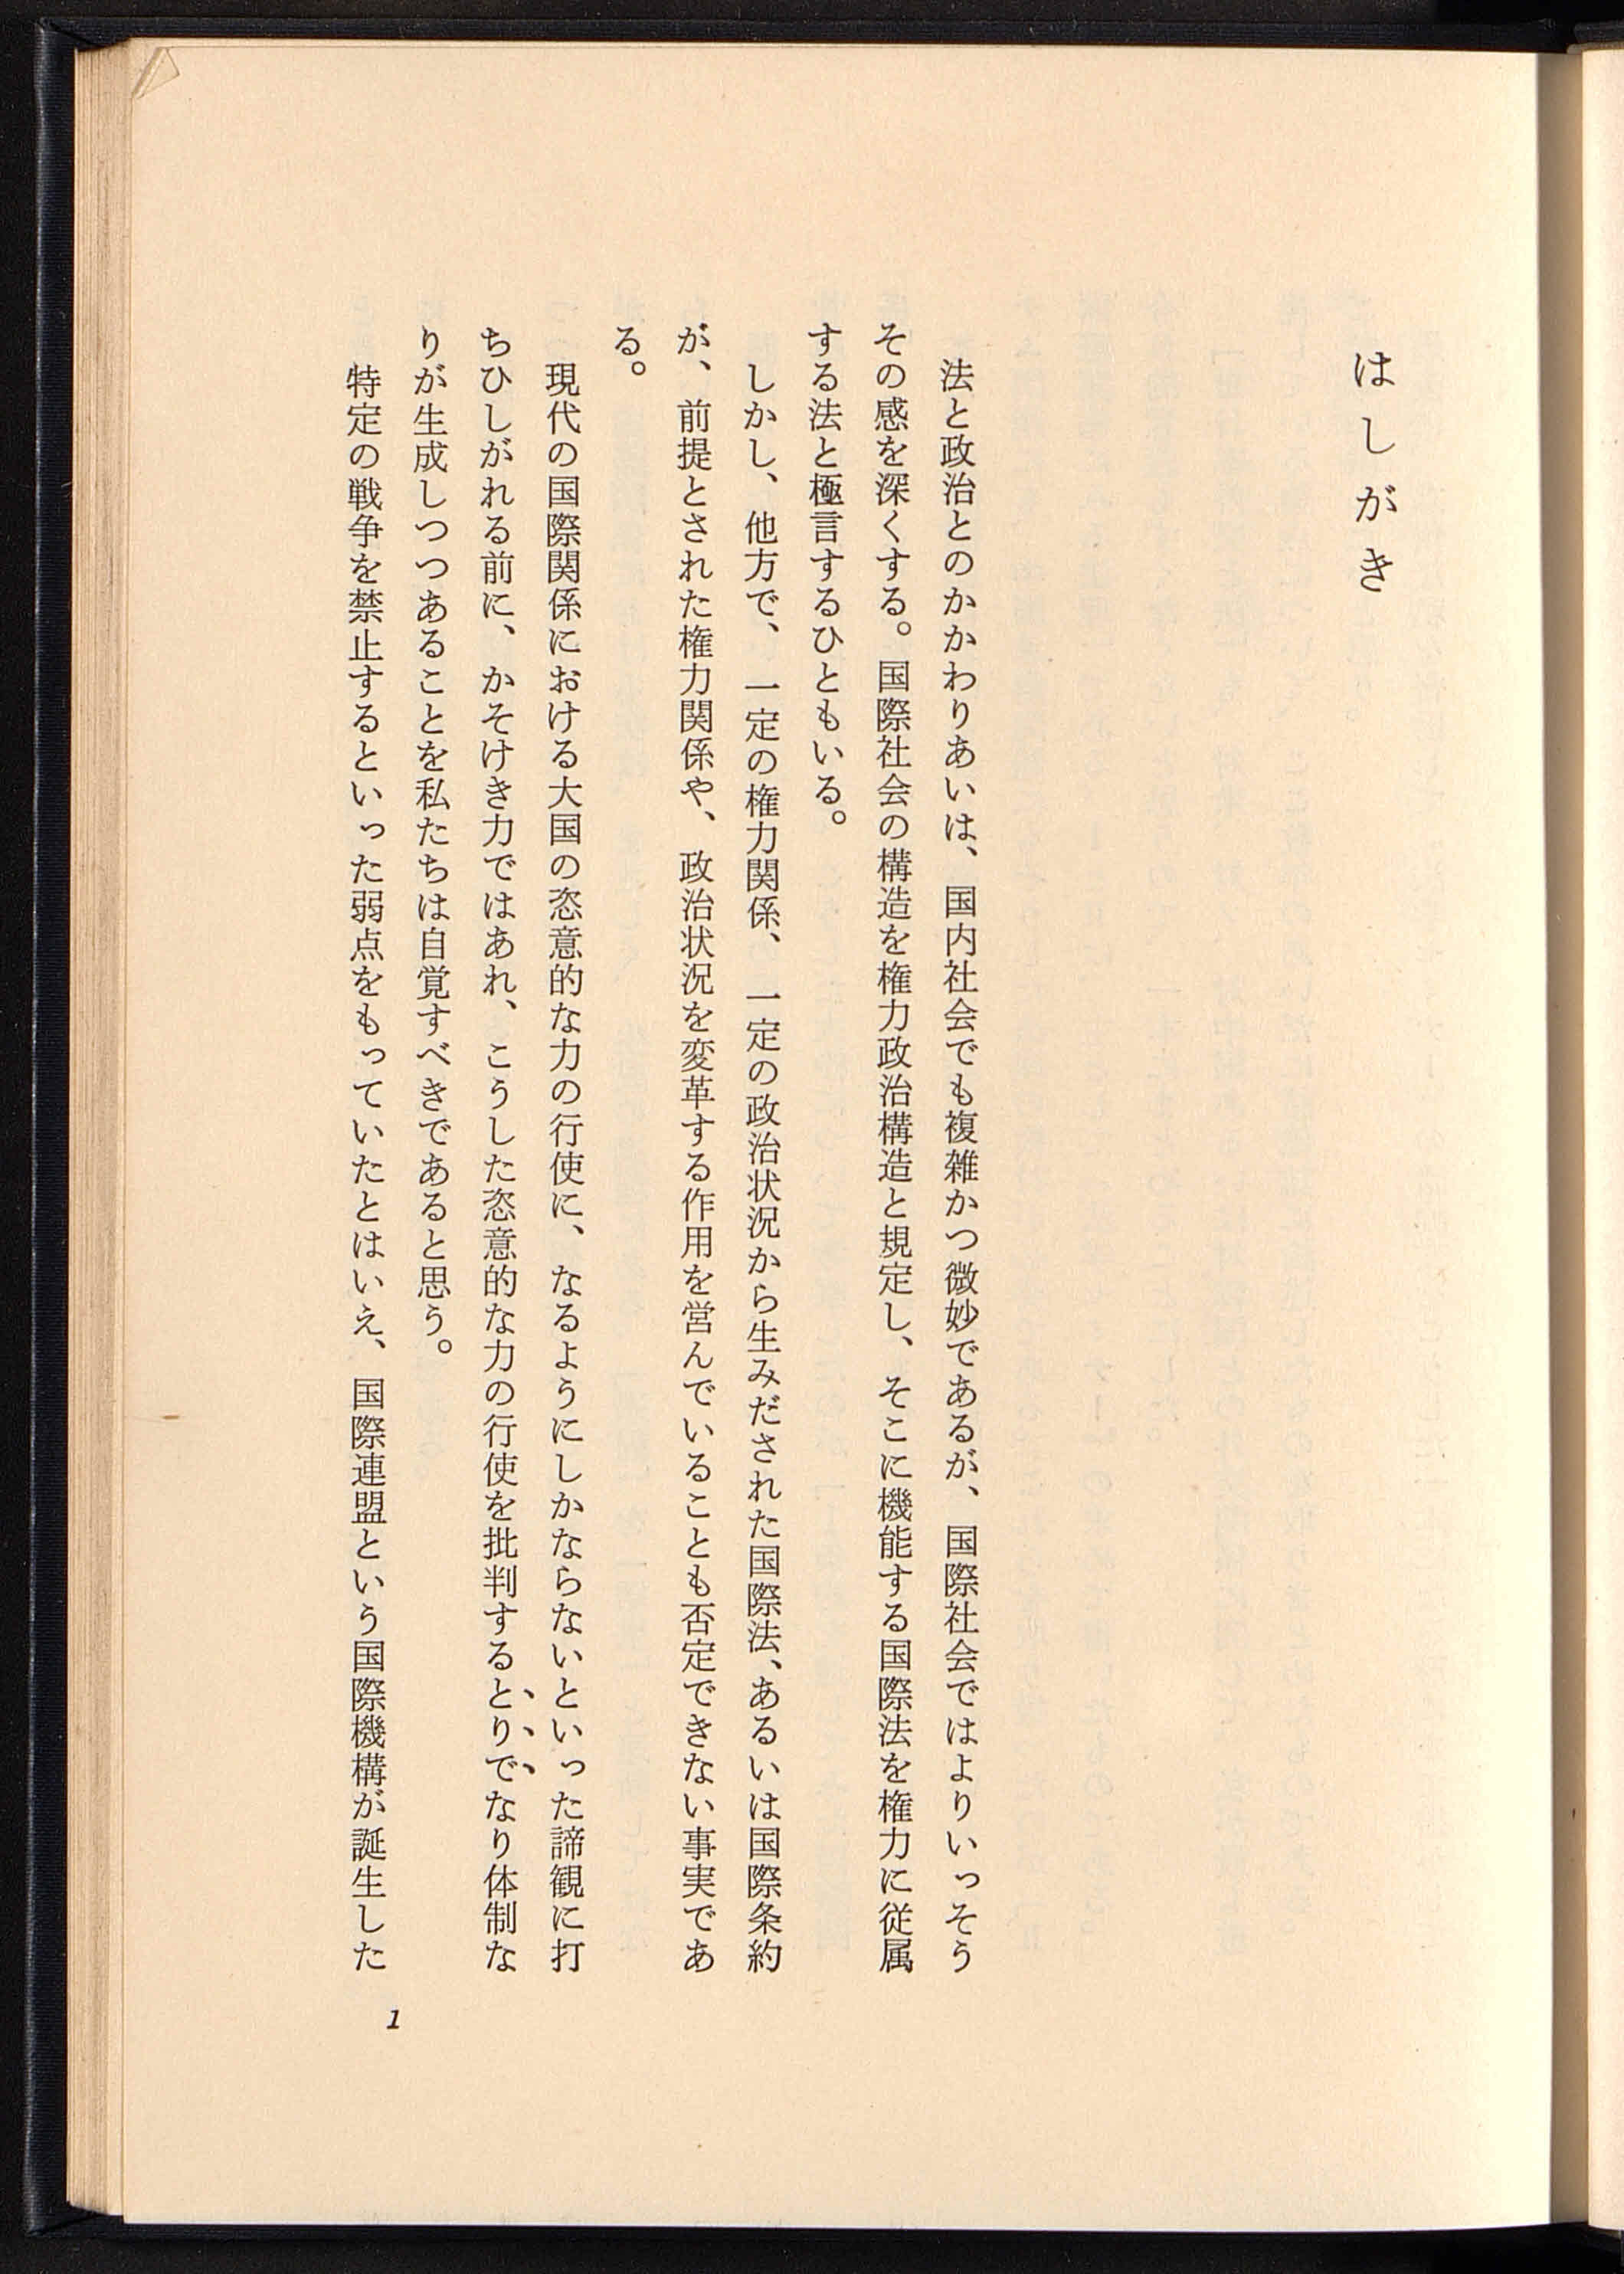 はしがき
法と政治とのかかわりあいは、国内社会でも複雑かつ微妙であるが、国際社会ではよりいっそう
その感を深くする。国際社会の構造を権力政治構造と規定し、そこに機能する国際法を権力に従属
する法と極言するひともいる。
しかし、他方で、一定の権力関係、一定の政治状況から生みだされた国際法、あるいは国際条約
が、前提とされた権力関係や、政治状況を変革する作用を営んでいることも否定できない事実であ
る。
現代の国際関係における大国の恣意的な力の行使に、なるようにしかならないといった諦観に打
ちひしがれる前に、かそけき力ではあれ、こうした恣意的な力の行使を批判するとりでなり体制な
りが生成しつつあることを私たちは自覚すべきであると思う。
特定の戦争を禁止するといった弱点をもっていたとはいえ、国際連盟という国際機構が誕生した
1